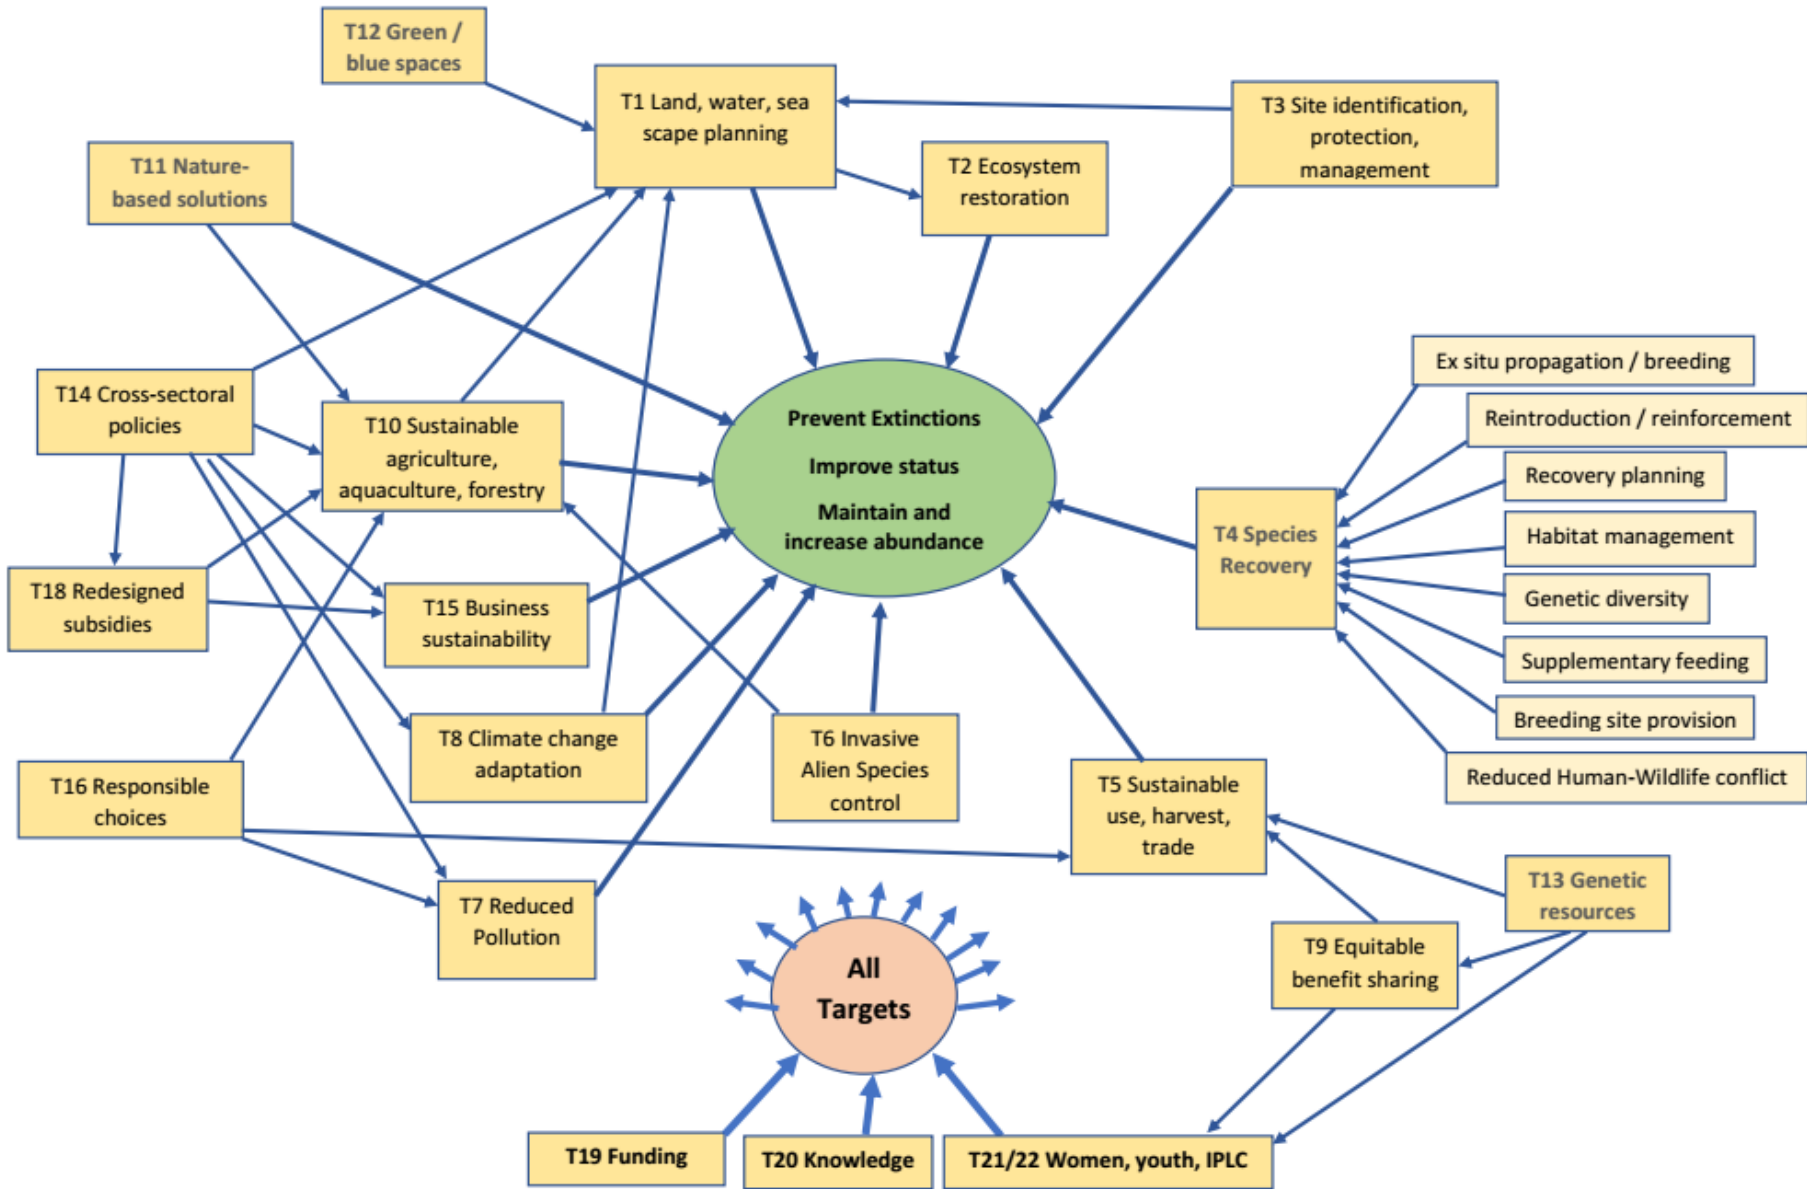 T12 Green /
blue spaces
T1 Land, water, sea
scape planning
T3 Site identification,
protection,
management
T11 Nature-
based solutions
T2 Ecosystem
restoration
T14 Cross-sectoral
policies
T10 Sustainable
agriculture,
aquaculture, forestry
Prevent Extinctions
Improve status
Maintain and
increase abundance
Ex situ propagation / breeding
Reintroduction / reinforcement
Recovery planning
Habitat management
Genetic diversity
Supplementary feeding
Breeding site provision
Reduced Human-Wildlife conflict
T4 Species
Recovery
T18 Redesigned
subsidies
T15 Business
sustainability
T8 Climate change
adaptation
T6 Invasive
Alien Species
control
T16 Responsible
choices
T5 Sustainable
use, harvest,
trade
T7 Reduced
Pollution
T13 Genetic
resources
T9 Equitable
benefit sharing
All
Targets
T19 Funding
T20 Knowledge
T21/22 Women, youth, IPLC